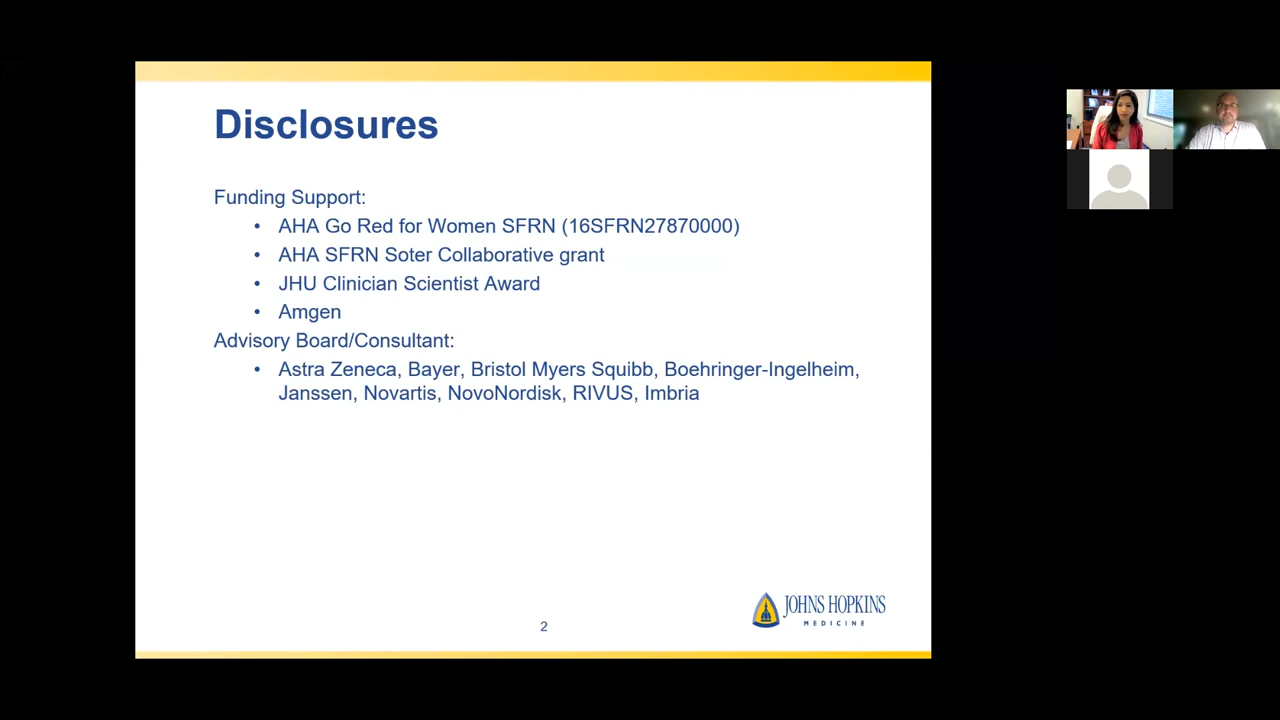 Disclosures
Funding Support:
• AHA Go Red for Women SFRN (16SFRN27870000)
• AHA SFRN Soter Collaborative grant
• JHU Clinician Scientist Award
• Amgen
Advisory Board/Consultant:
• Astra Zeneca, Bayer, Bristol Myers Squibb, Boehringer-Ingelheim,
Janssen, Novartis, NovoNordisk, RIVUS, Imbria
JOHNS HOPKINS
MEDICINE
2